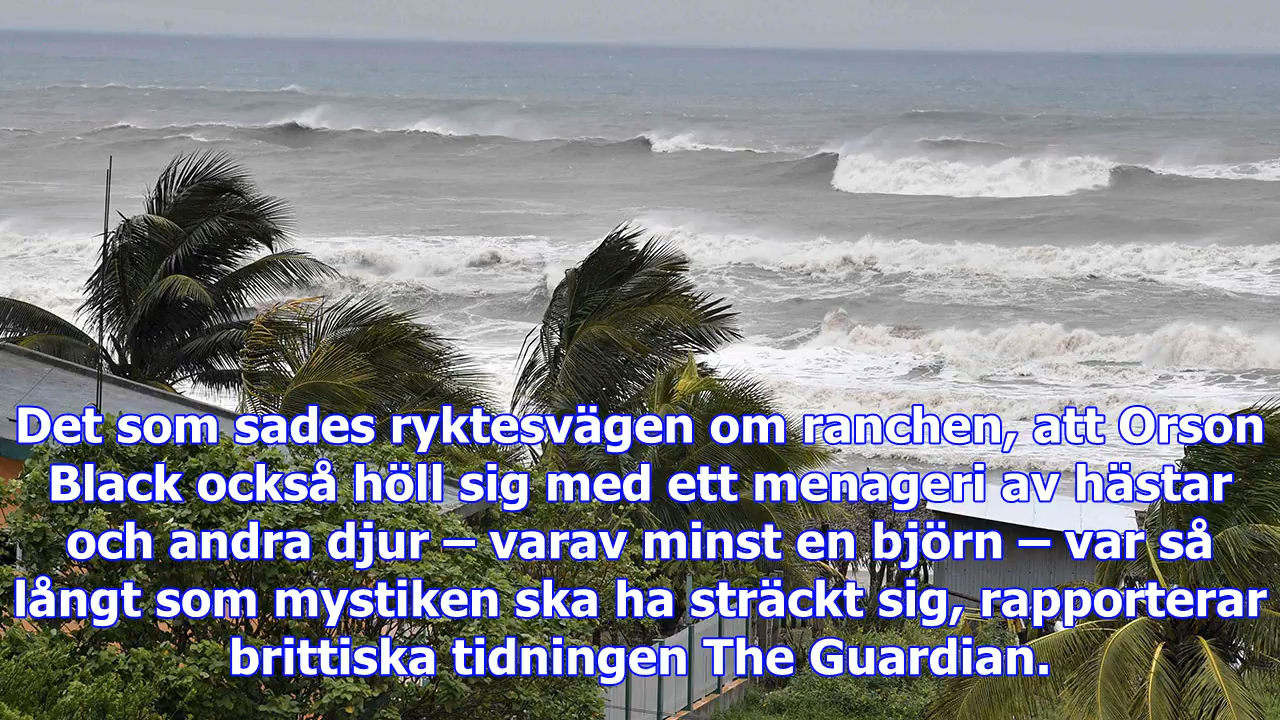 Det som sades ryktesvägen om ranchen, att Orson
Black också höll sig med ett menageri av hästar
och andra djur – varav minst en björn – var så
långt som mystiken ska ha sträckt sig, rapporterar
brittiska tidningen The Guardian.